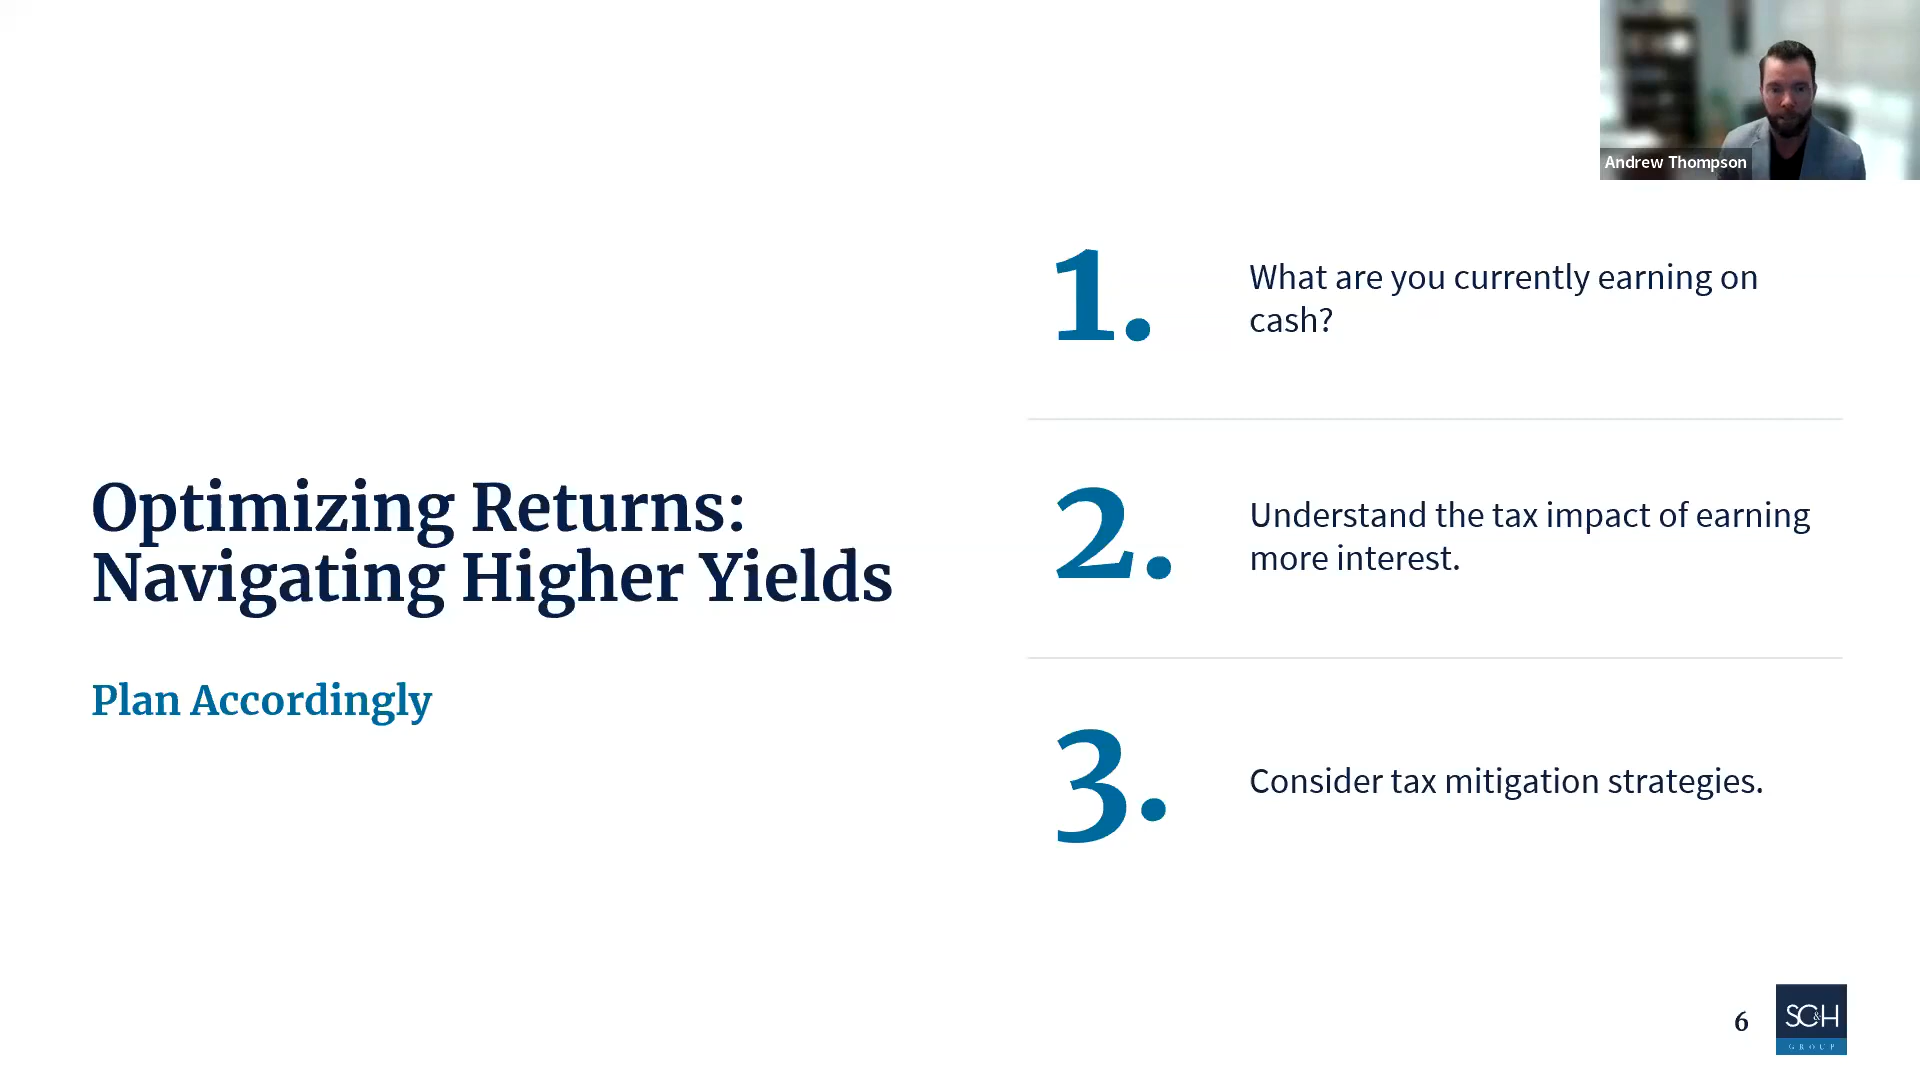 Andrew Thompson
Optimizing Returns:
Navigating Higher Yields
Plan Accordingly
1.
What are you currently earning on
cash?
2.
Understand the tax impact of earning
more interest.
3.
Consider tax mitigation strategies.
6
SC&H
GROUP